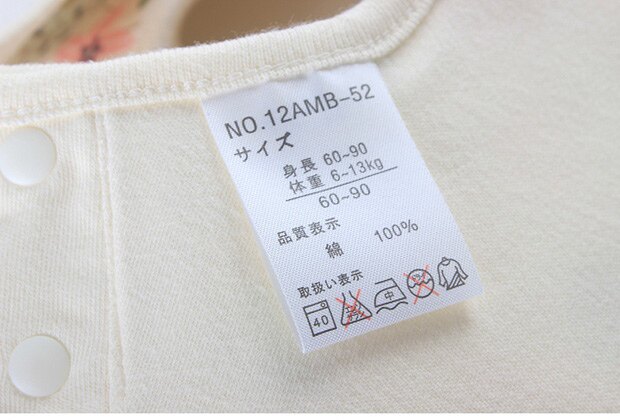 NO.12AMB-52
サイズ
身長 60~90
体重 6~13kg
60~90
品質表示
綿 100%
取扱い表示
40 中